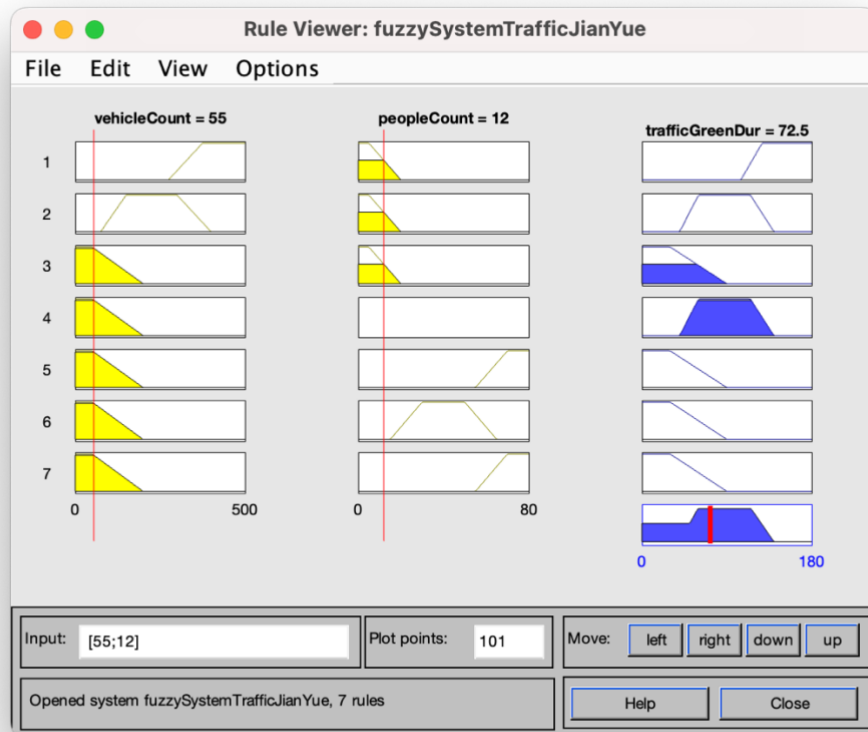 Rule Viewer: fuzzySystemTrafficJianYue
File Edit View Options
vehicleCount = 55
peopleCount = 12
trafficGreenDur = 72.5
1
2
3
4
5
6
7
0 500
0 80
0 180
Input: [55;12]
Plot points: 101
Move: left right down up
Opened system fuzzySystemTrafficJianYue, 7 rules
Help Close